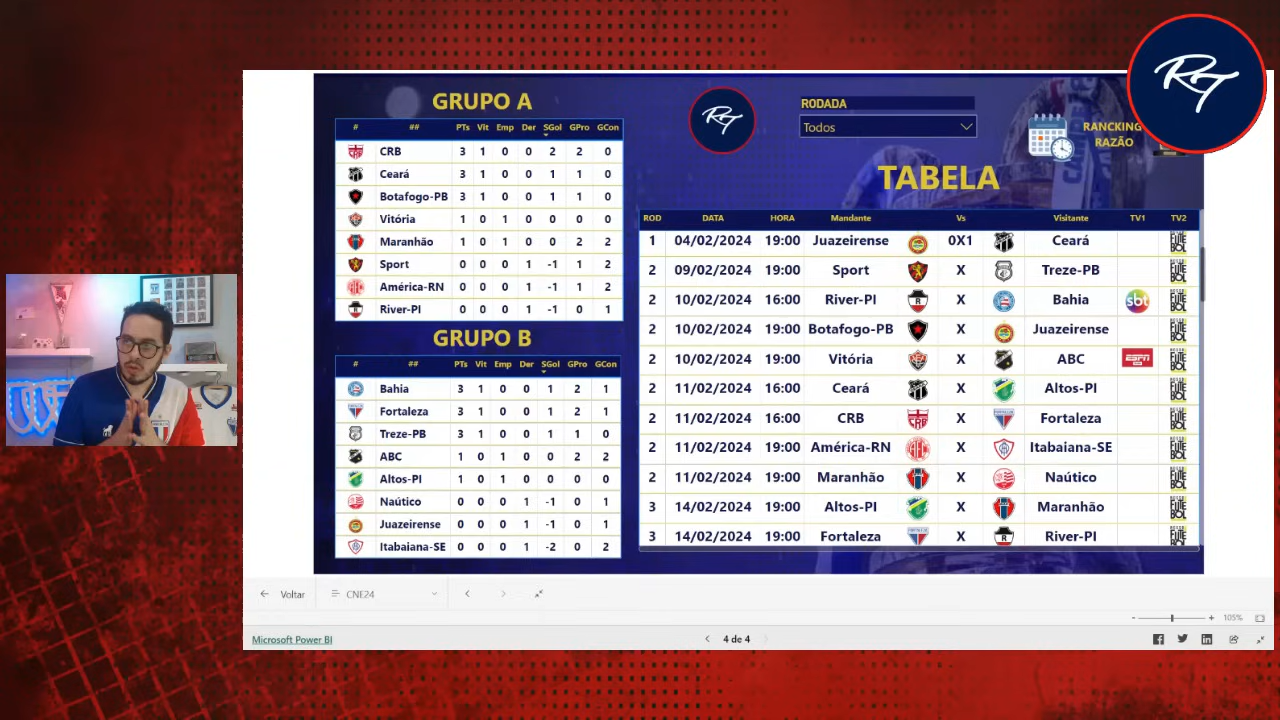 RT
GRUPO A
# ## PTs Vit Emp Der SGol GPro GCon
CRB 3 1 0 0 2 2 0
Ceará 3 1 0 0 1 1 0
Botafogo-PB 3 1 0 0 1 1 0
Vitória 1 0 1 0 0 0 0
Maranhão 1 0 1 0 0 2 2
Sport 0 0 0 1 -1 1 2
América-RN 0 0 0 1 -1 1 2
River-PI 0 0 0 1 -1 0 1
GRUPO B
# ## PTs Vit Emp Der SGol GPro GCon
Bahia 3 1 0 0 1 2 1
Fortaleza 3 1 0 0 1 2 1
Treze-PB 3 1 0 0 1 1 0
ABC 1 0 1 0 0 2 2
Altos-PI 1 0 1 0 0 0 0
Naútico 0 0 0 1 -1 0 1
Juazeirense 0 0 0 1 -1 0 1
Itabaiana-SE 0 0 0 1 -2 0 2
RT
RODADA
Todos
RANCKING
RAZÃO
TABELA
ROD DATA HORA Mandante Vs Visitante TV1 TV2
1 04/02/2024 19:00 Juazeirense 0X1 Ceará
2 09/02/2024 19:00 Sport X Treze-PB
2 10/02/2024 16:00 River-PI X Bahia sbt
2 10/02/2024 19:00 Botafogo-PB X Juazeirense
2 10/02/2024 19:00 Vitória X ABC ESPN
2 11/02/2024 16:00 Ceará X Altos-PI
2 11/02/2024 16:00 CRB X Fortaleza
2 11/02/2024 19:00 América-RN X Itabaiana-SE
2 11/02/2024 19:00 Maranhão X Naútico
3 14/02/2024 19:00 Altos-PI X Maranhão
3 14/02/2024 19:00 Fortaleza X River-PI
Voltar CNE24
- + 105%
Microsoft Power BI
4 de 4